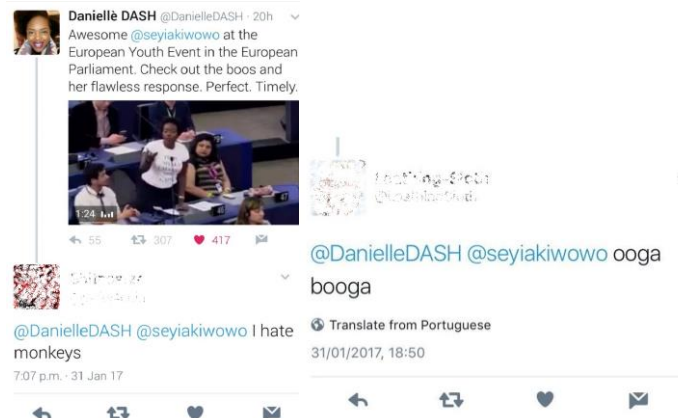 Daniellè DASH @DanielleDASH · 20h
Awesome @seyiakiwowo at the
European Youth Event in the European
Parliament. Check out the boos and
her flawless response. Perfect. Timely.
1:24
55 307 417
@DanielleDASH @seyiakiwowo I hate
monkeys
7:07 p.m. · 31 Jan 17
@DanielleDASH @seyiakiwowo ooga
booga
Translate from Portuguese
31/01/2017, 18:50